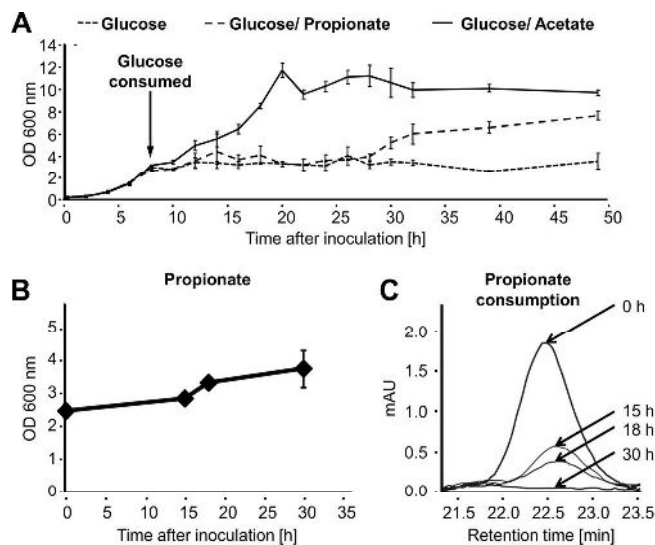 A
Glucose
Glucose/ Propionate
Glucose/ Acetate
Glucose
consumed
OD 600 nm
14
12
10
8
6
4
2
0
0 5 10 15 20 25 30 35 40 45 50
Time after inoculation [h]
B
Propionate
OD 600 nm
5
4
3
2
1
0
0 5 10 15 20 25 30 35
Time after inoculation [h]
C
Propionate
consumption
mAU
2.0
1.5
1.0
0.5
0.0
0 h
15 h
18 h
30 h
21.5 22.0 22.5 23.0 23.5
Retention time [min]